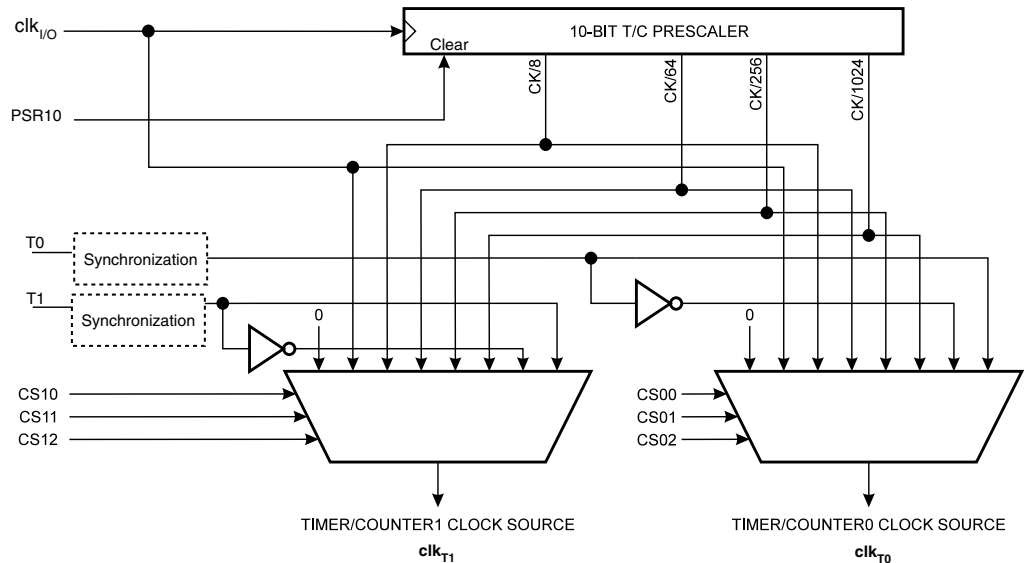 clkI/O
10-BIT T/C PRESCALER
Clear
CK/8
CK/64
CK/256
CK/1024
PSR10
T0
Synchronization
T1
Synchronization
0
0
CS10
CS11
CS12
CS00
CS01
CS02
TIMER/COUNTER1 CLOCK SOURCE
clkT1
TIMER/COUNTER0 CLOCK SOURCE
clkT0